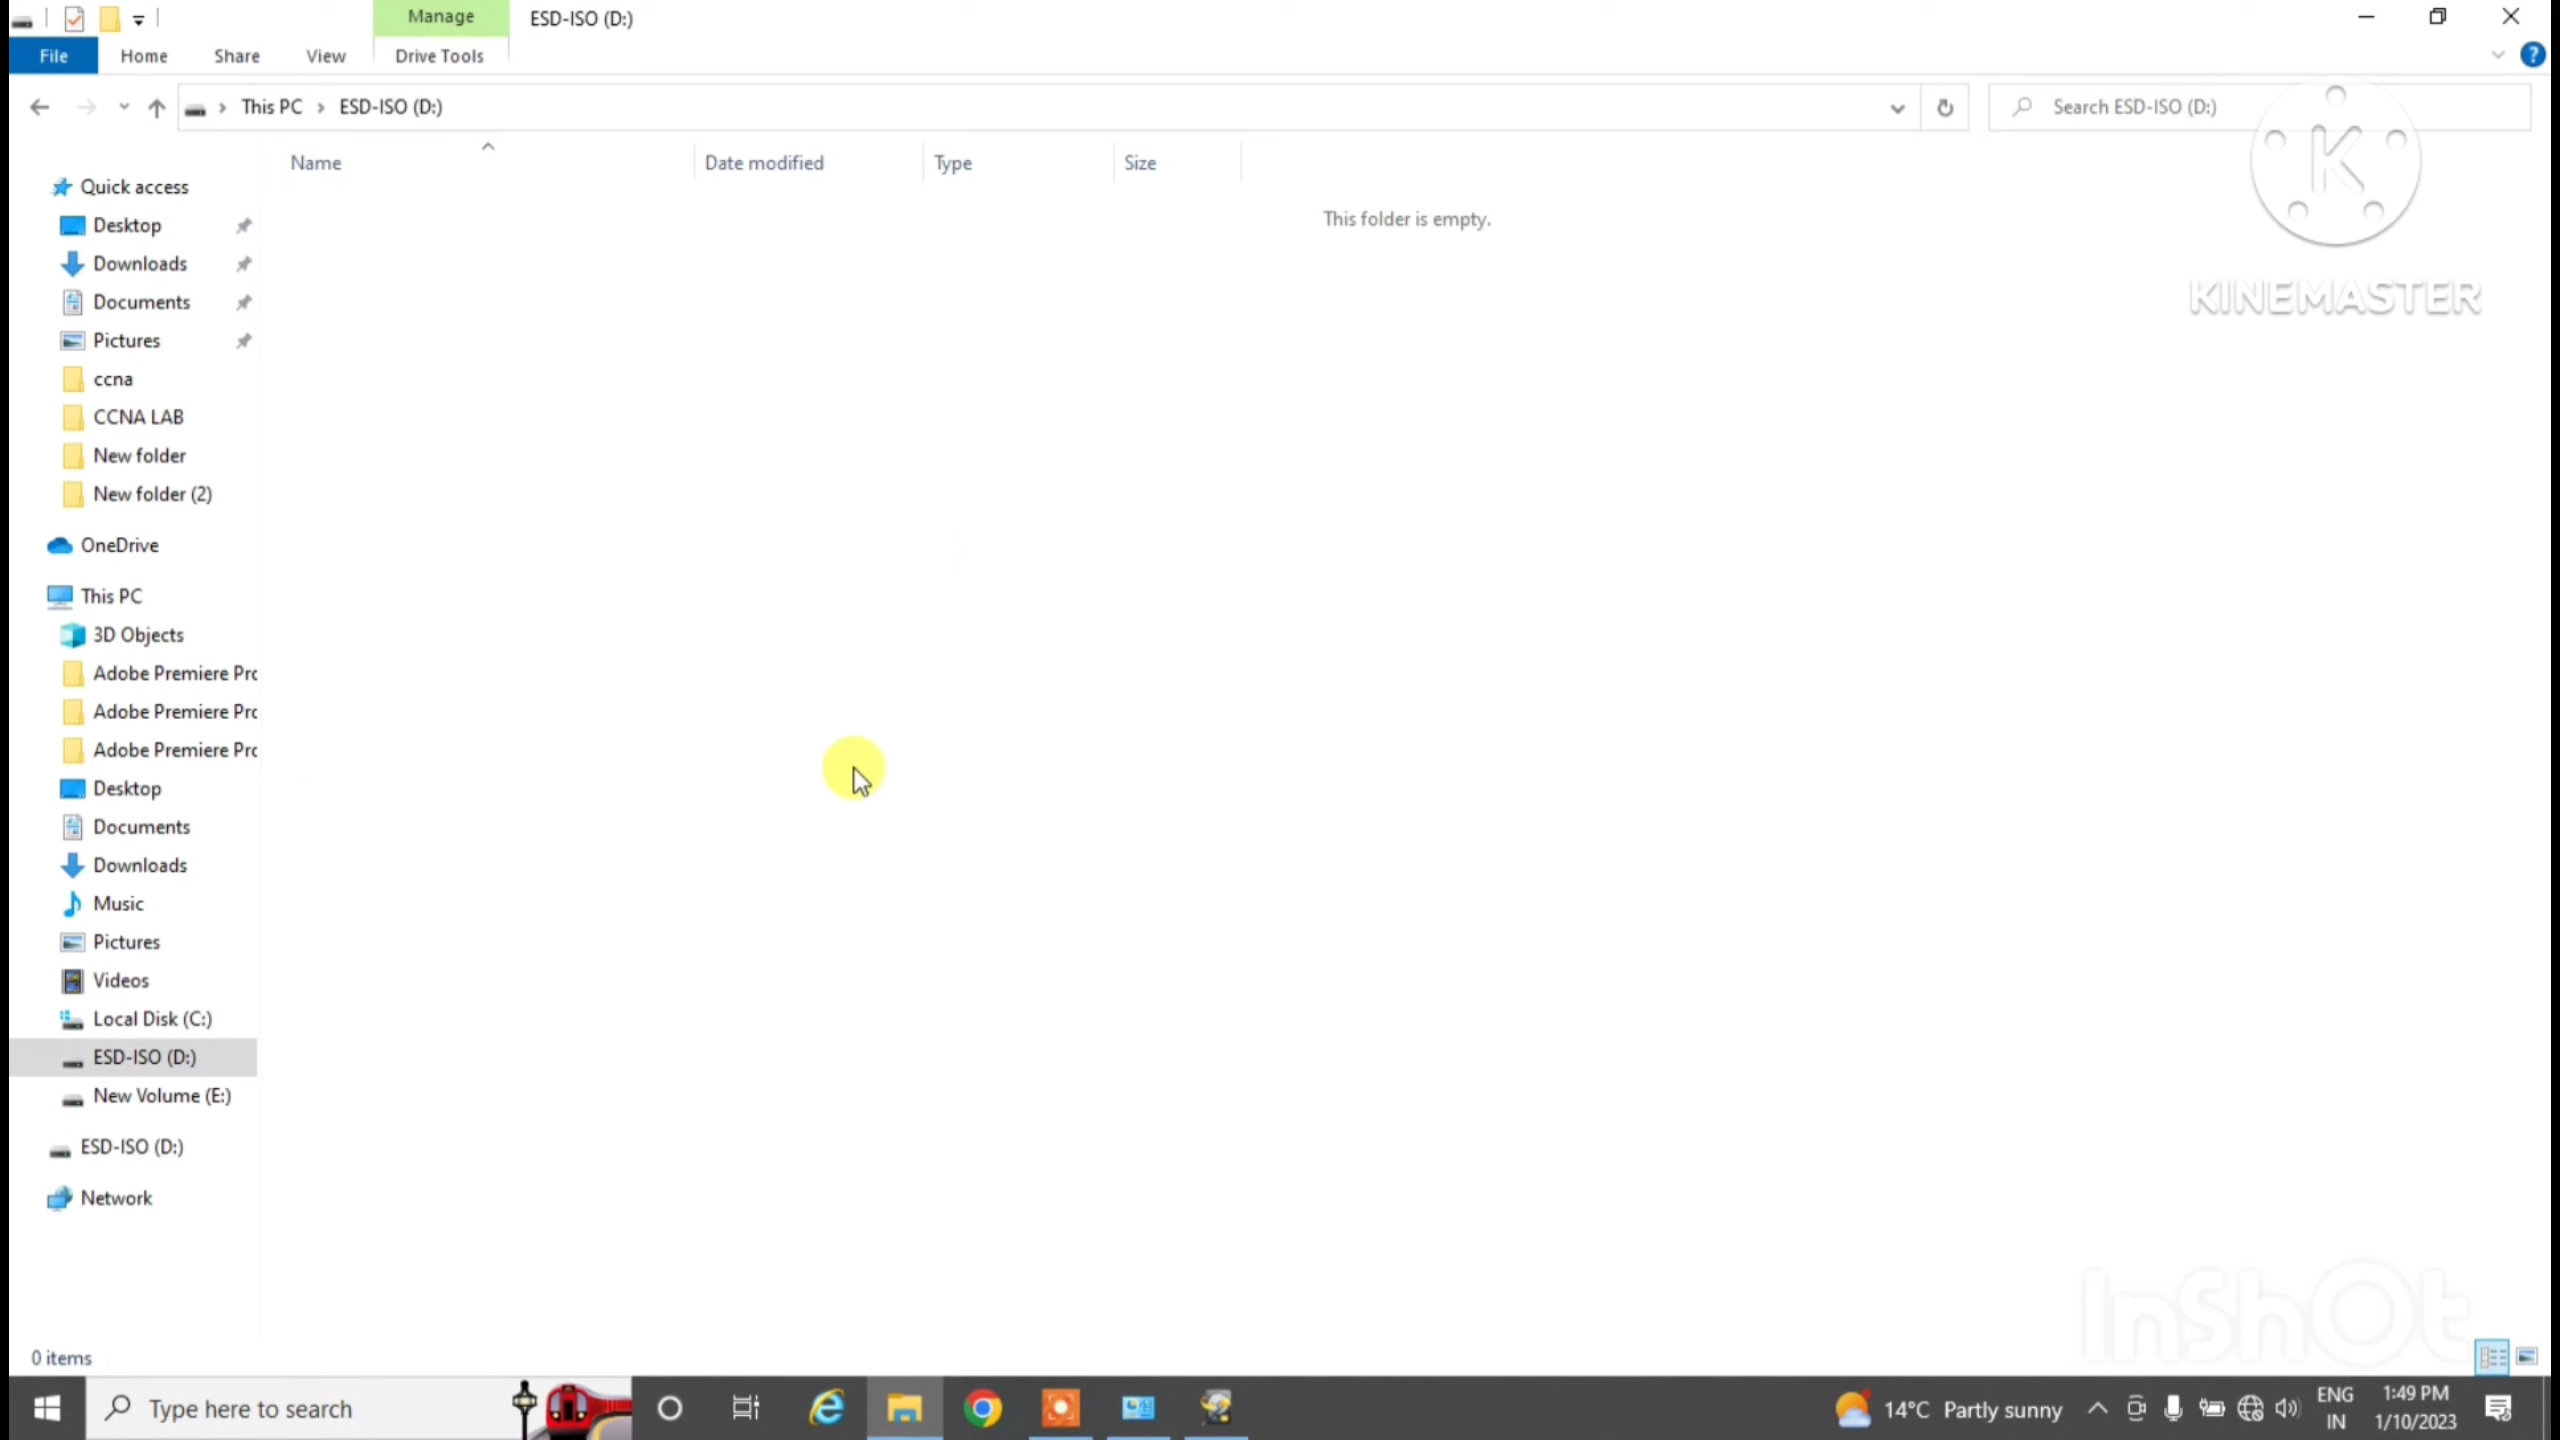 Manage
ESD-ISO (D:)
File
Home
Share
View
Drive Tools
This PC
ESD-ISO (D:)
Search ESD-ISO (D:)
Name
Date modified
Type
Size
This folder is empty.
KINEMASTER
Quick access
Desktop
Downloads
Documents
Pictures
ccna
CCNA LAB
New folder
New folder (2)
OneDrive
This PC
3D Objects
Adobe Premiere Pro
Adobe Premiere Pro
Adobe Premiere Pro
Desktop
Documents
Downloads
Music
Pictures
Videos
Local Disk (C:)
ESD-ISO (D:)
New Volume (E:)
ESD-ISO (D:)
Network
InShOt
0 items
Type here to search
14°C Partly sunny
ENG
IN
1:49 PM
1/10/2023